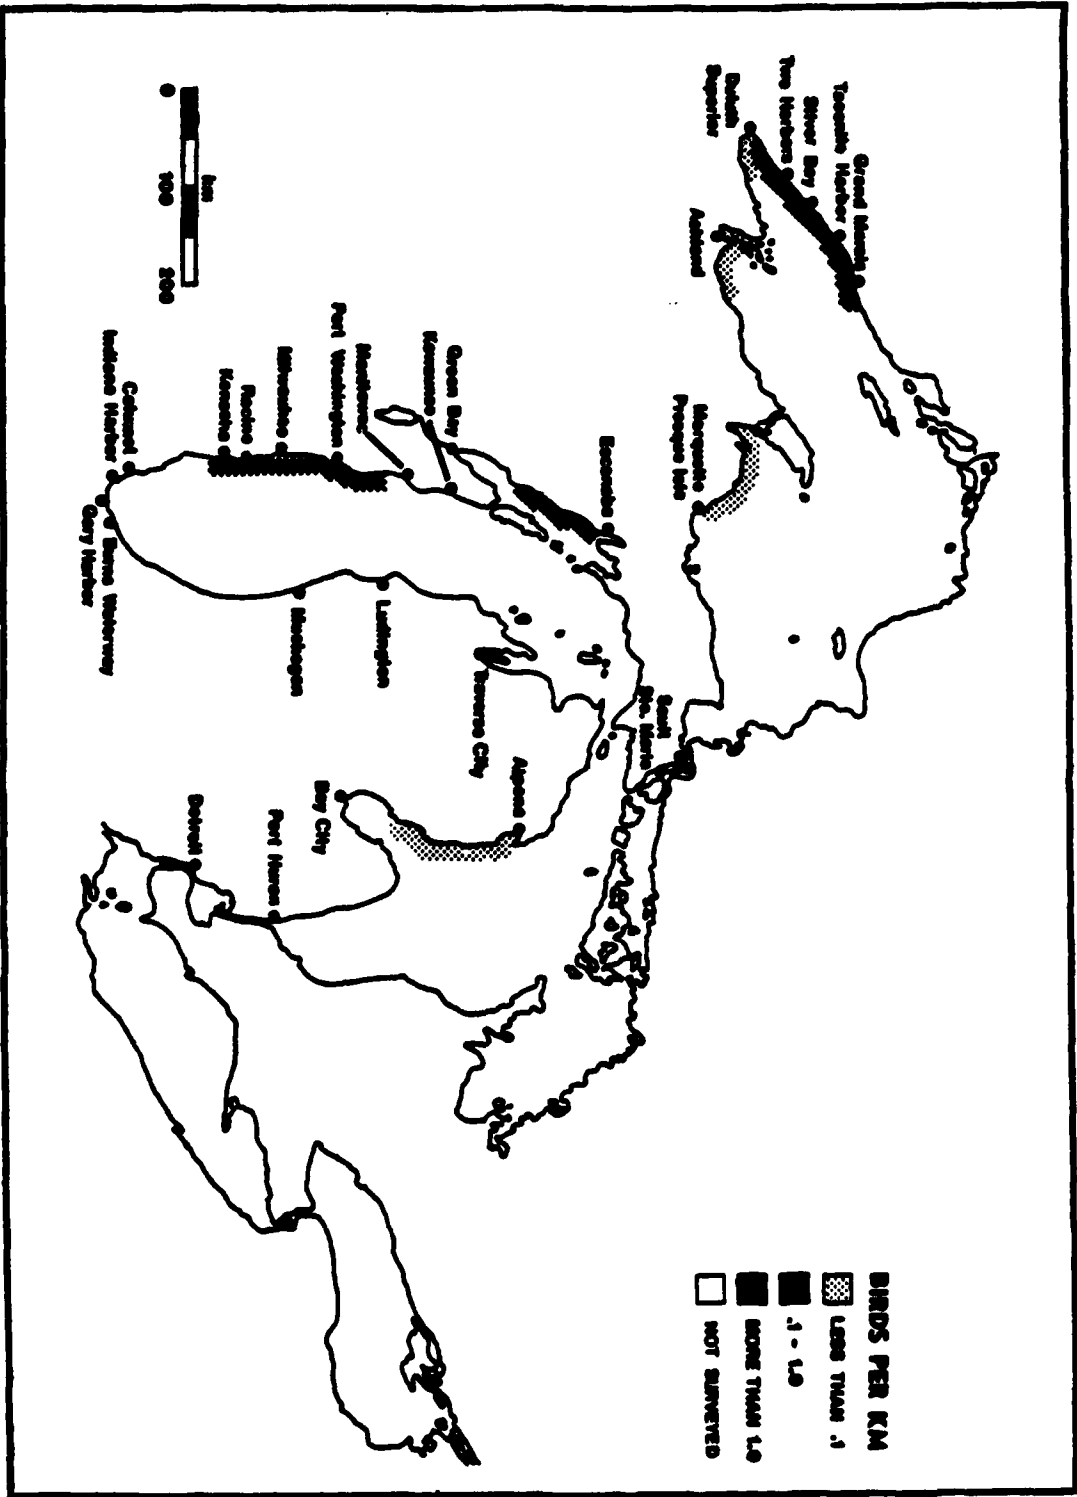 BIRDS PER KM
LESS THAN .1
.1 - 1.0
MORE THAN 1.0
NOT SURVEYED
Grand Marais
Taconite Harbor
Silver Bay
Two Harbors
Duluth
Superior
Ashland
Marquette
Presque Isle
Sault
Ste. Marie
Escanaba
Green Bay
Kewaunee
Manitowoc
Port Washington
Milwaukee
Racine
Kenosha
Calumet
Indiana Harbor
Gary Harbor
Burns Waterway
Muskegon
Ludington
Traverse City
Alpena
Bay City
Port Huron
Detroit
km
0 100 200